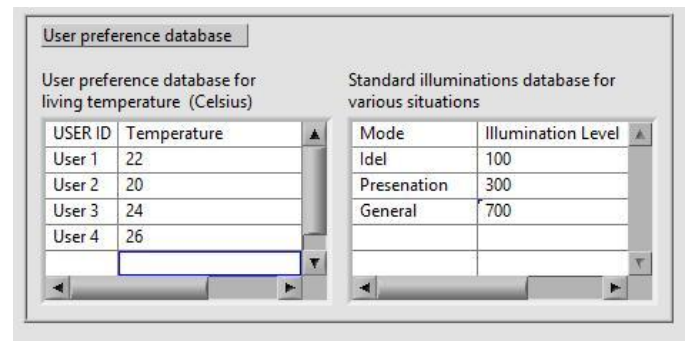 User preference database
User preference database for
living temperature (Celsius)
USER ID Temperature
User 1 22
User 2 20
User 3 24
User 4 26
Standard illuminations database for
various situations
Mode Illumination Level
Idel 100
Presenation 300
General 700